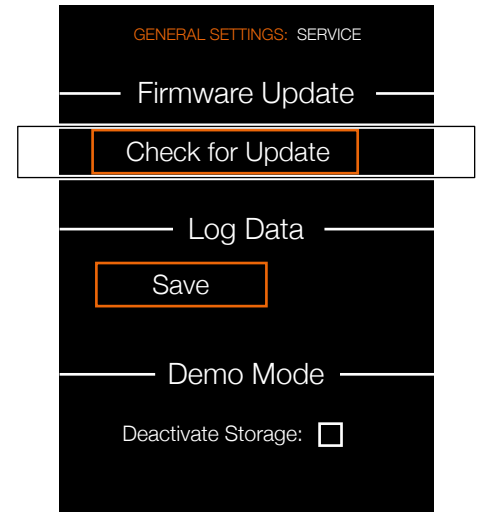 GENERAL SETTINGS: SERVICE
Firmware Update
Check for Update
Log Data
Save
Demo Mode
Deactivate Storage: